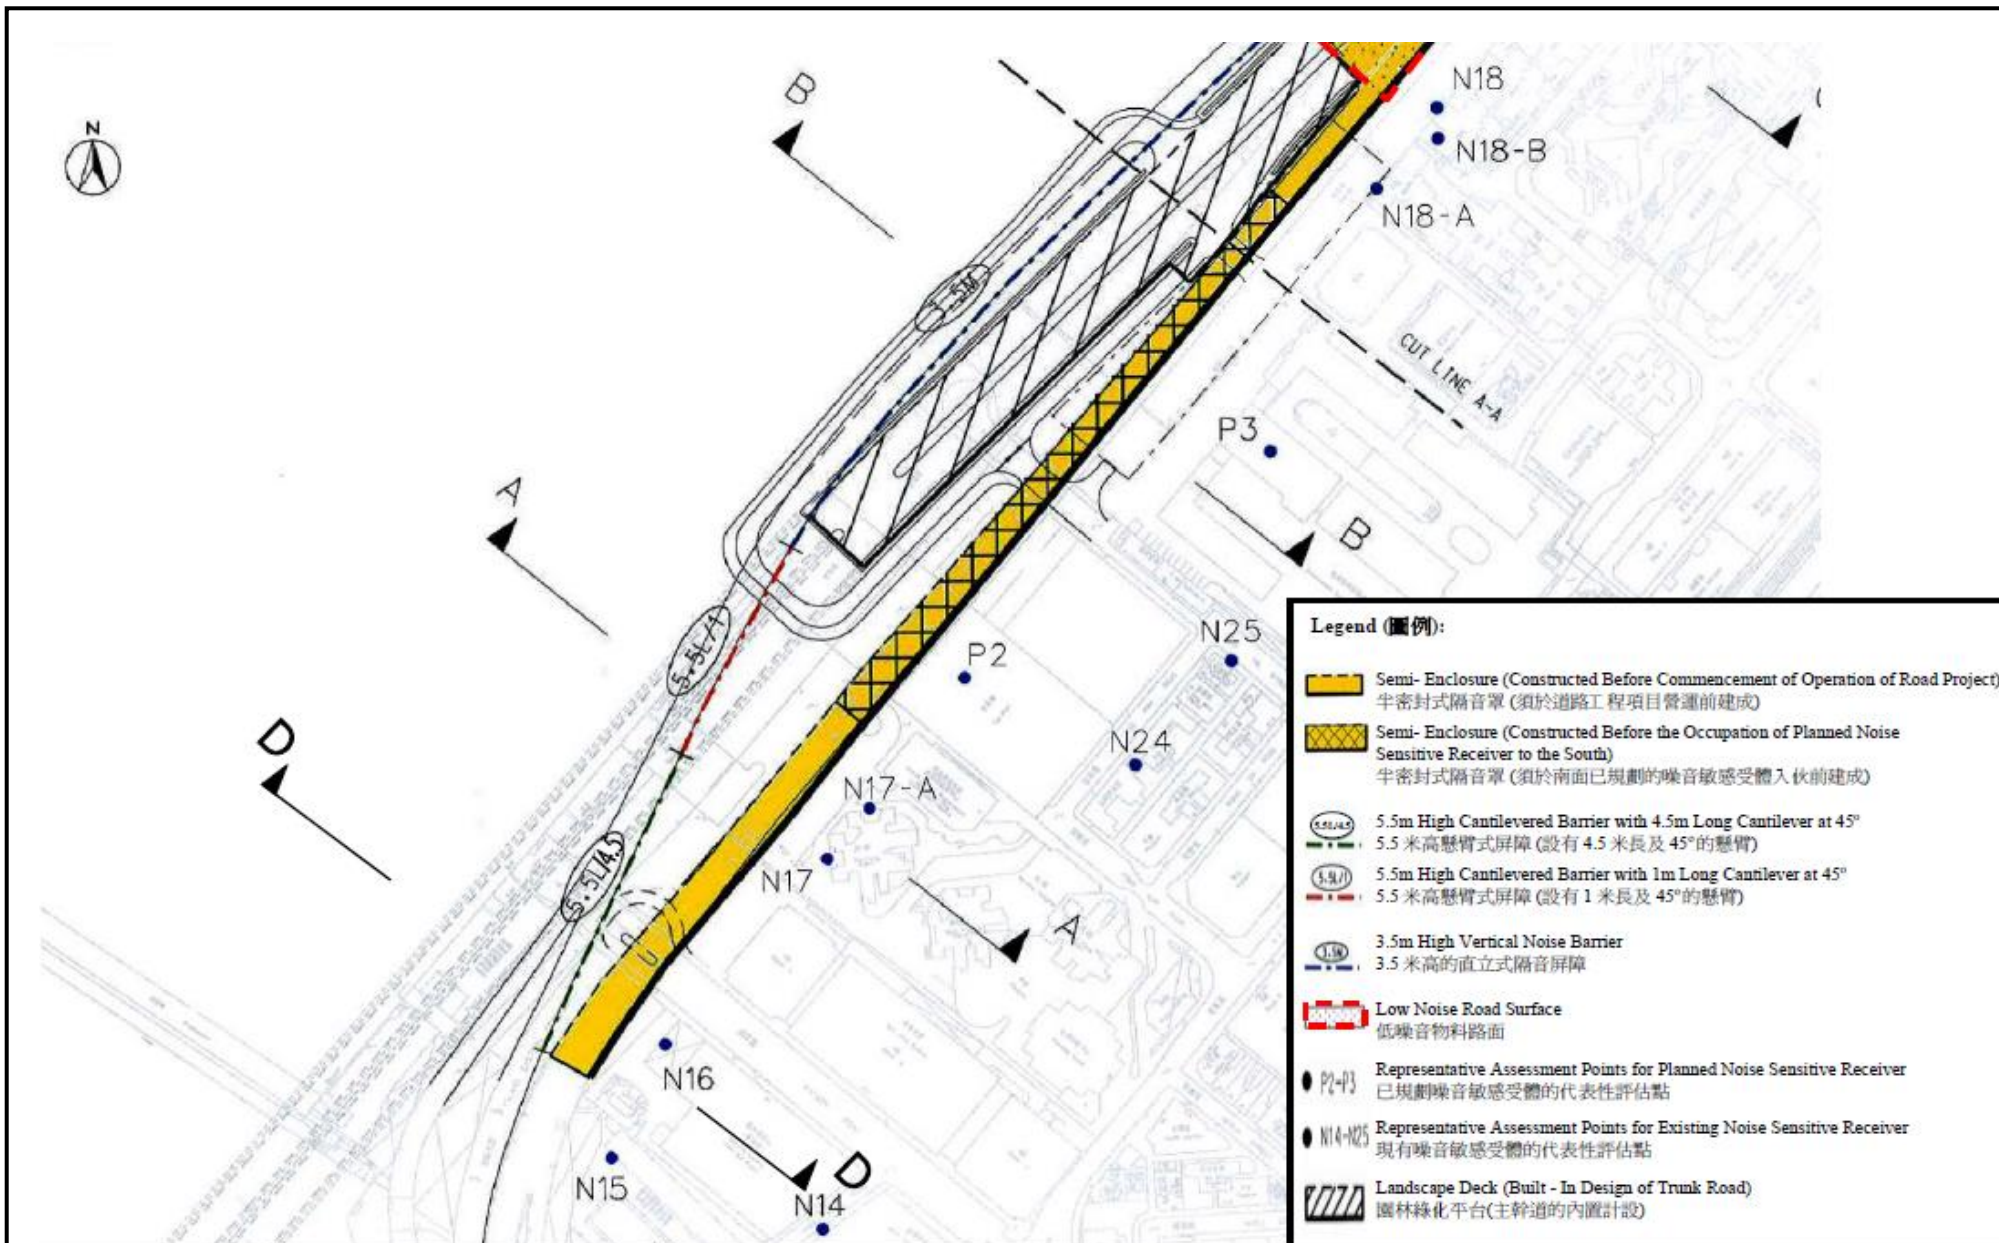 N
B
N18
N18-B
N18-A
3.5M
CUT LINE A-A
P3
A
B
5.5L/1
N25
P2
D
N24
N17-A
5.5L/4.5
N17
A
N16
D
N15
N14
Legend (圖例):
Semi- Enclosure (Constructed Before Commencement of Operation of Road Project)
半密封式隔音罩 (須於道路工程項目營運前建成)
Semi- Enclosure (Constructed Before the Occupation of Planned Noise
Sensitive Receiver to the South)
半密封式隔音罩 (須於南面已規劃的噪音敏感受體入伙前建成)
5.5L/4.5
5.5m High Cantilevered Barrier with 4.5m Long Cantilever at 45°
5.5 米高懸臂式屏障 (設有 4.5 米長及 45°的懸臂)
5.5L/1
5.5m High Cantilevered Barrier with 1m Long Cantilever at 45°
5.5 米高懸臂式屏障 (設有 1 米長及 45°的懸臂)
3.5M
3.5m High Vertical Noise Barrier
3.5 米高的直立式隔音屏障
Low Noise Road Surface
低噪音物料路面
P2-P3
Representative Assessment Points for Planned Noise Sensitive Receiver
已規劃噪音敏感受體的代表性評估點
N14-N25
Representative Assessment Points for Existing Noise Sensitive Receiver
現有噪音敏感受體的代表性評估點
Landscape Deck (Built - In Design of Trunk Road)
園林綠化平台(主幹道的內置計設)